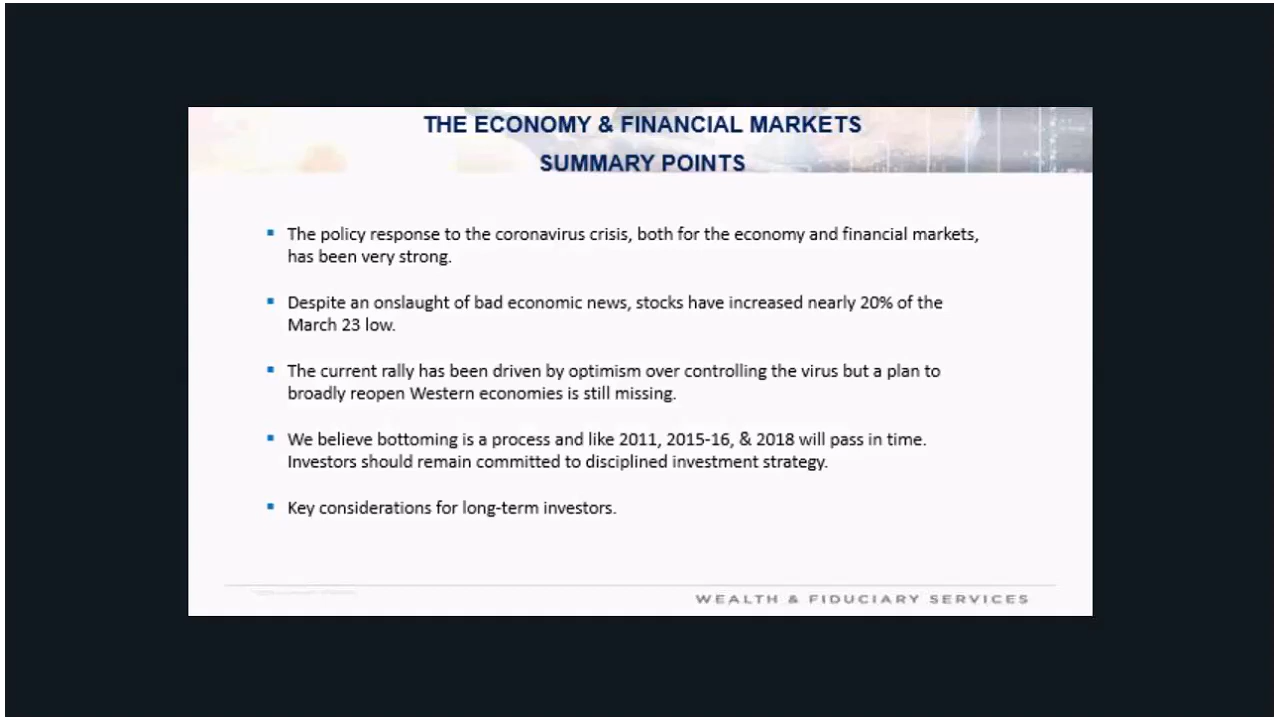 THE ECONOMY & FINANCIAL MARKETS
SUMMARY POINTS
▪ The policy response to the coronavirus crisis, both for the economy and financial markets,
has been very strong.
▪ Despite an onslaught of bad economic news, stocks have increased nearly 20% of the
March 23 low.
▪ The current rally has been driven by optimism over controlling the virus but a plan to
broadly reopen Western economies is still missing.
▪ We believe bottoming is a process and like 2011, 2015-16, & 2018 will pass in time.
Investors should remain committed to disciplined investment strategy.
▪ Key considerations for long-term investors.
WEALTH & FIDUCIARY SERVICES